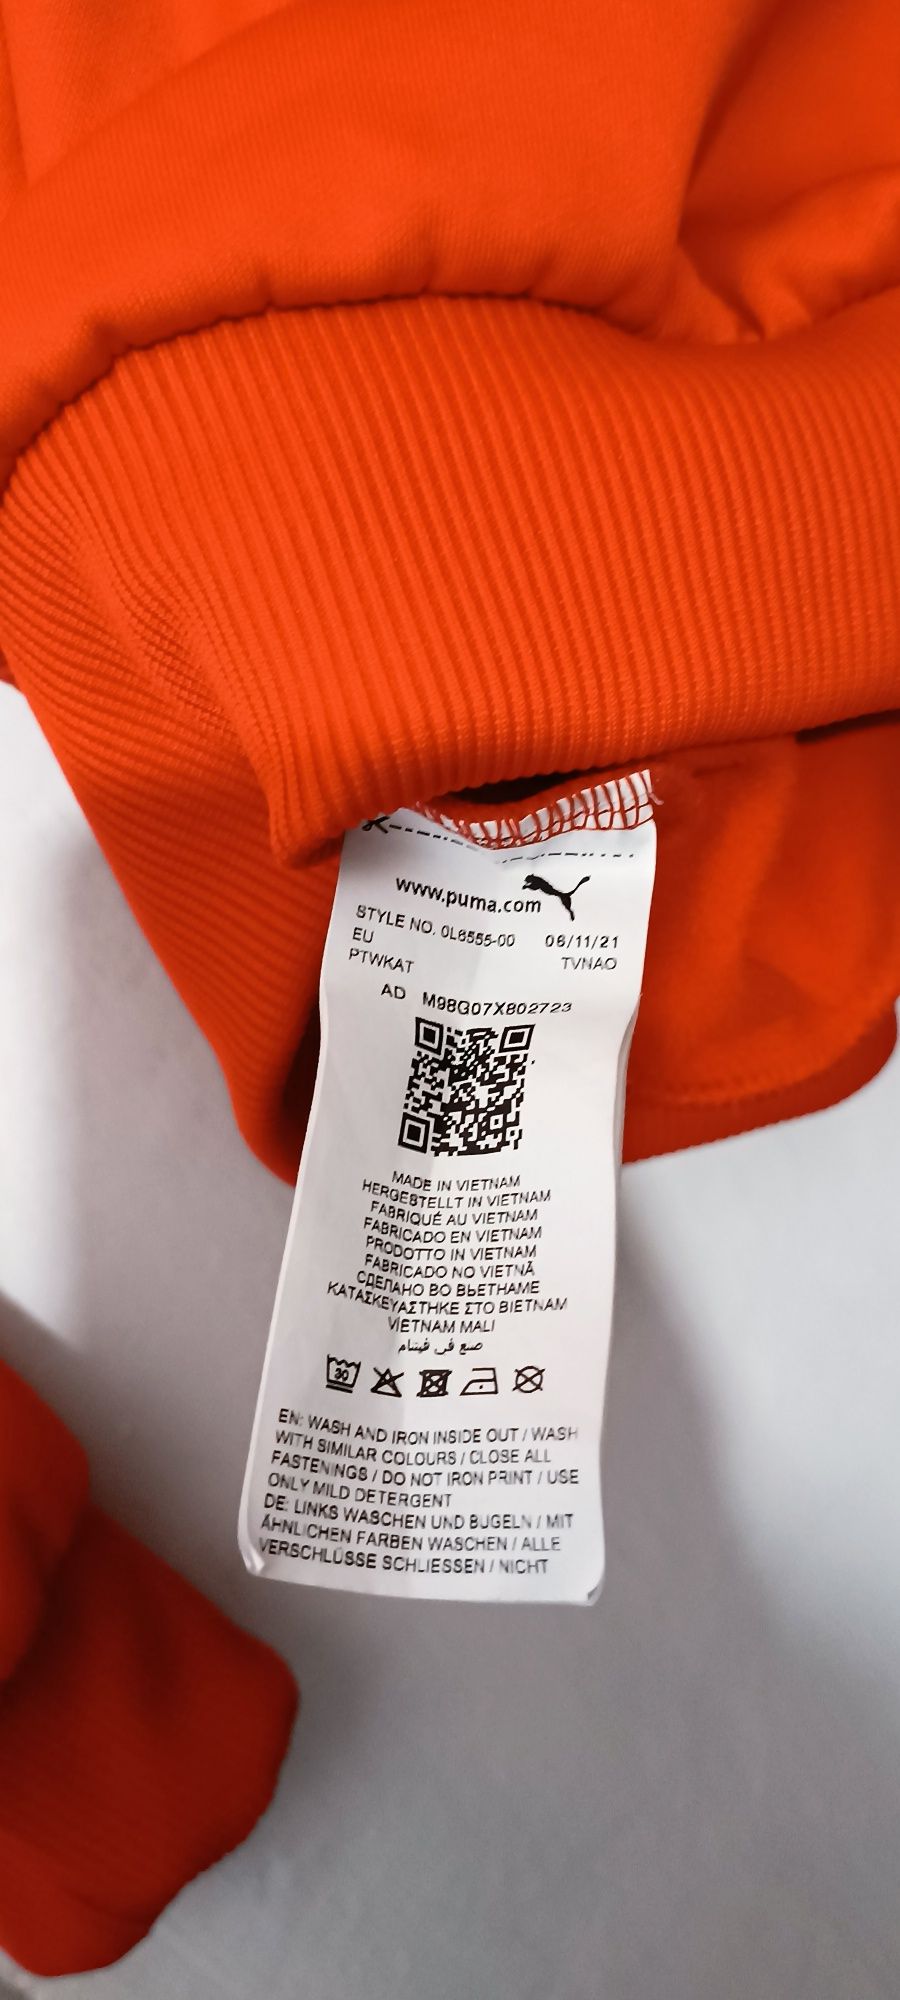 www.puma.com
STYLE NO. 0L6555-00 06/11/21
EU TVNAO
PTWKAT
AD M98G07X802723
MADE IN VIETNAM
HERGESTELLT IN VIETNAM
FABRIQUÉ AU VIETNAM
FABRICADO EN VIETNAM
PRODOTTO IN VIETNAM
FABRICADO NO VIETNÃ
СДЕЛАНО ВО ВЬЕТНАМЕ
ΚΑΤΑΣΚΕΥΑΣΤΗΚΕ ΣΤΟ ΒΙΕΤΝΑΜ
VİETNAM MALI
صنع في فيتنام
30
EN: WASH AND IRON INSIDE OUT / WASH
WITH SIMILAR COLOURS / CLOSE ALL
FASTENINGS / DO NOT IRON PRINT / USE
ONLY MILD DETERGENT
DE: LINKS WASCHEN UND BUGELN / MIT
ÄHNLICHEN FARBEN WASCHEN / ALLE
VERSCHLÜSSE SCHLIESSEN / NICHT